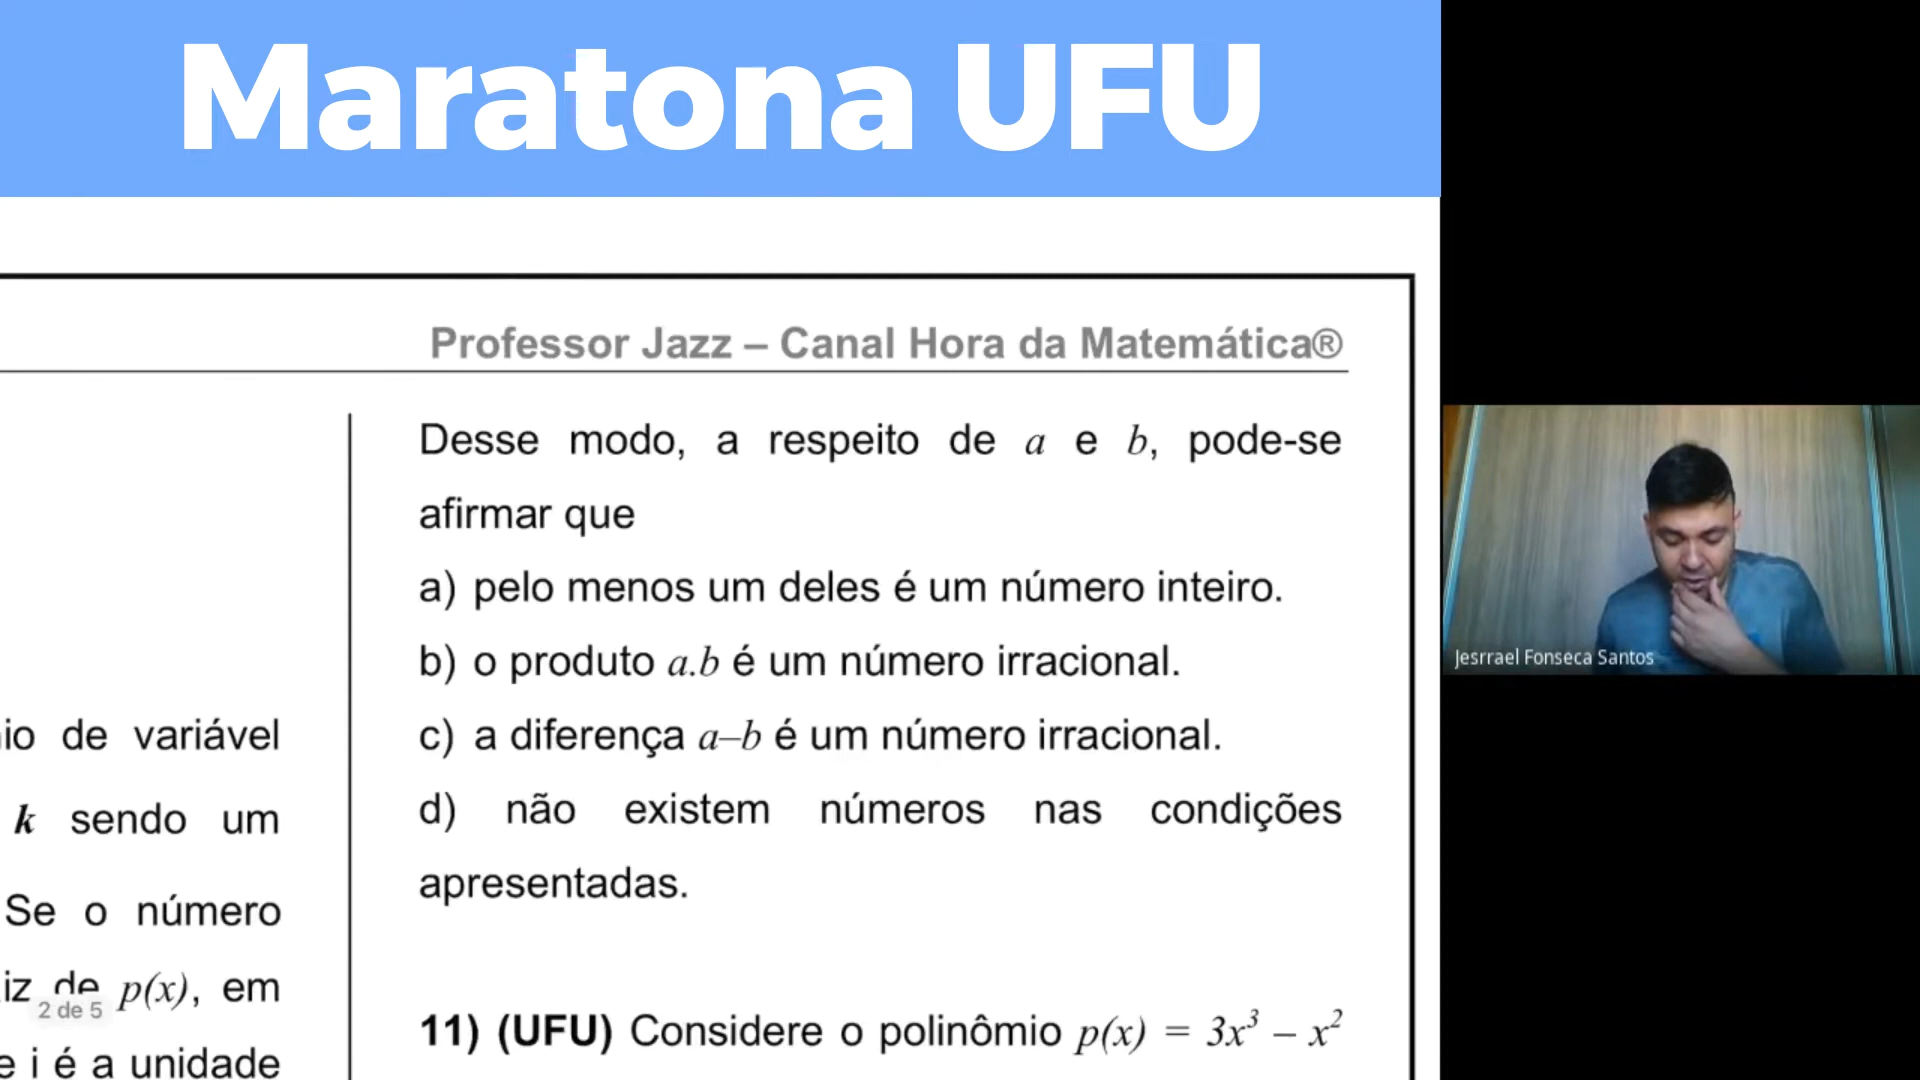 Maratona UFU
Professor Jazz – Canal Hora da Matemática®
de variável
k sendo um
Se o número
de p(x), em
e i é a unidade
2 de 5
Desse modo, a respeito de a e b, pode-se
afirmar que
a) pelo menos um deles é um número inteiro.
b) o produto a.b é um número irracional.
c) a diferença a–b é um número irracional.
d) não existem números nas condições
apresentadas.
11) (UFU) Considere o polinômio p(x) = 3x³ – x²
Jesrrael Fonseca Santos